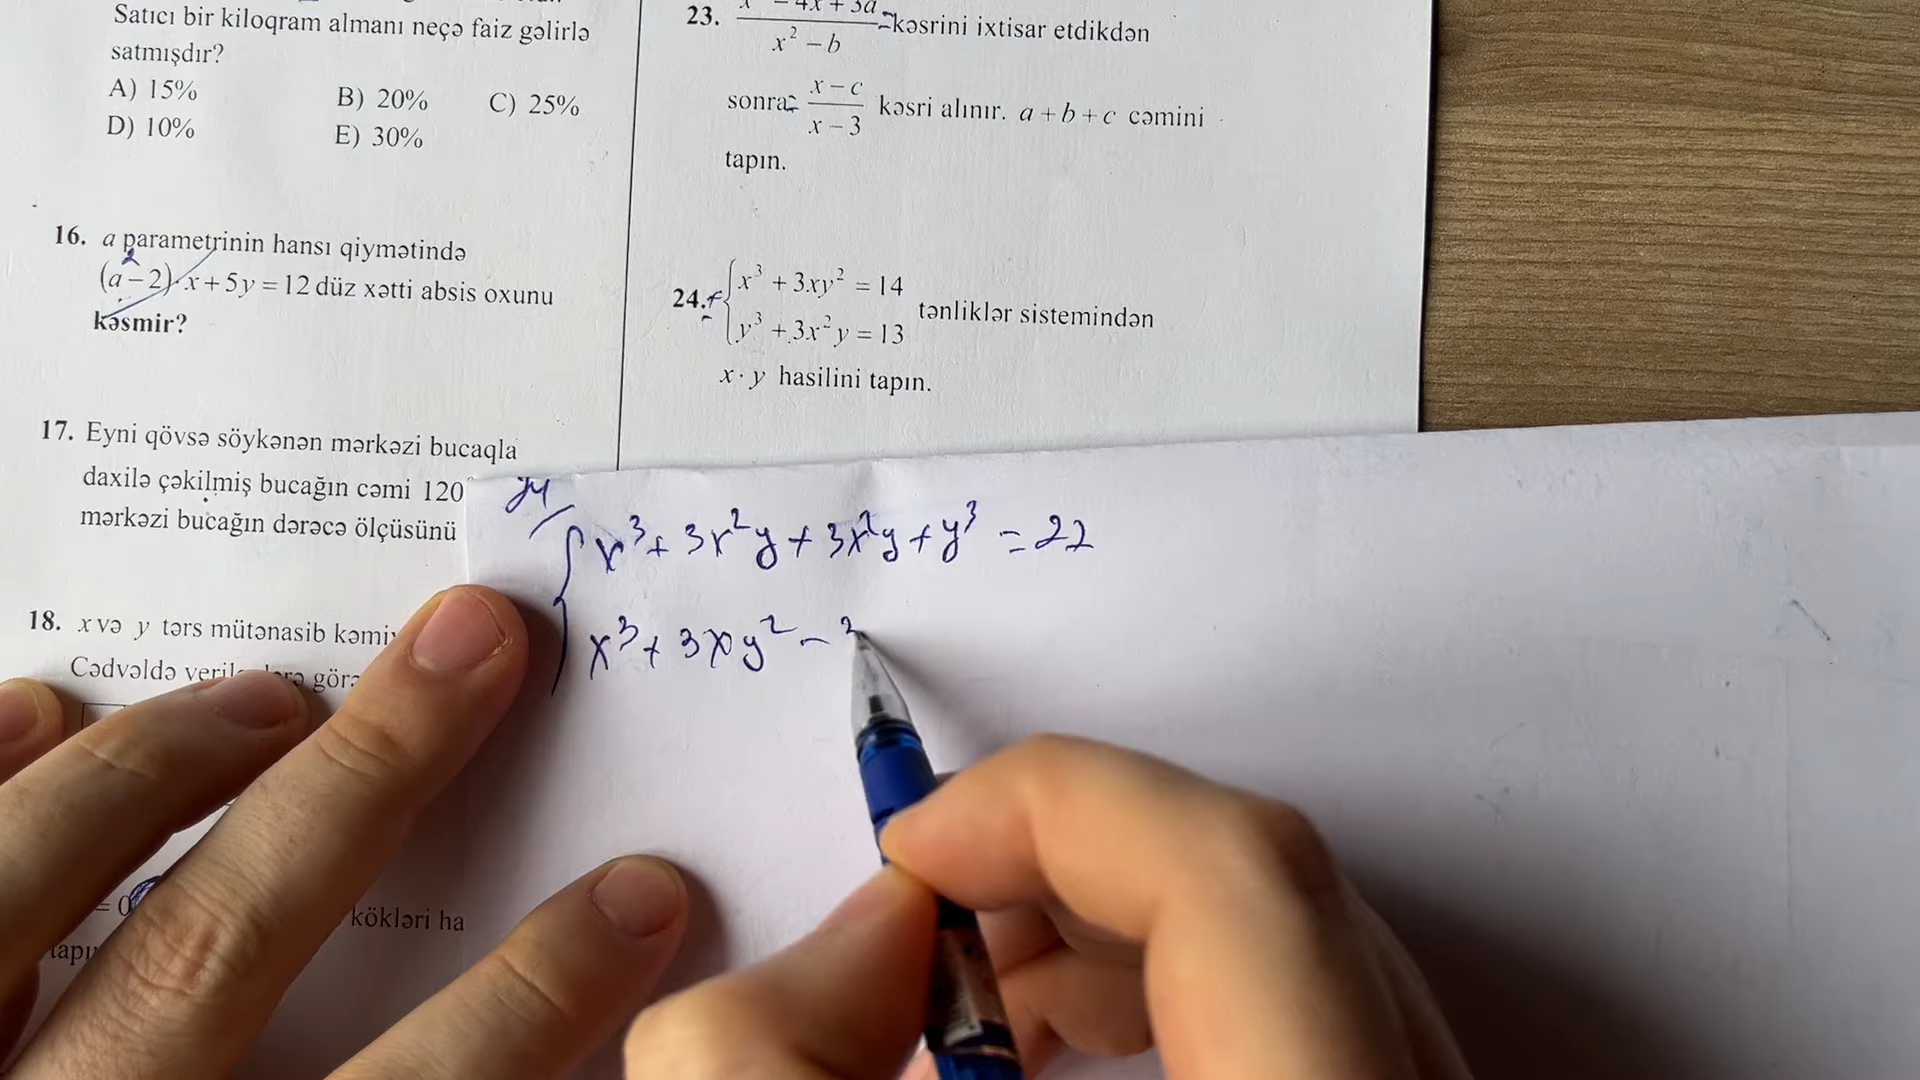 Satıcı bir kiloqram almanı neçə faiz gəlirlə
satmışdır?
A) 15% B) 20% C) 25%
D) 10% E) 30%
16. a parametrinin hansı qiymətində
(a − 2)·x + 5y = 12 düz xətti absis oxunu
kəsmir?
17. Eyni qövsə söykənən mərkəzi bucaqla
daxilə çəkilmiş bucağın cəmi 120
mərkəzi bucağın dərəcə ölçüsünü
18. x və y tərs mütənasib
Cədvəldə
= 0 kökləri ha
23. − 4x + 3a / x² − b kəsrini ixtisar etdikdən
sonra x − c / x − 3 kəsri alınır. a + b + c cəmini
tapın.
24. { x³ + 3xy² = 14
y³ + 3x²y = 13 tənliklər sistemindən
x · y hasilini tapın.
x³ + 3x²y + 3x²y + y³ = 27
x³ + 3xy² −